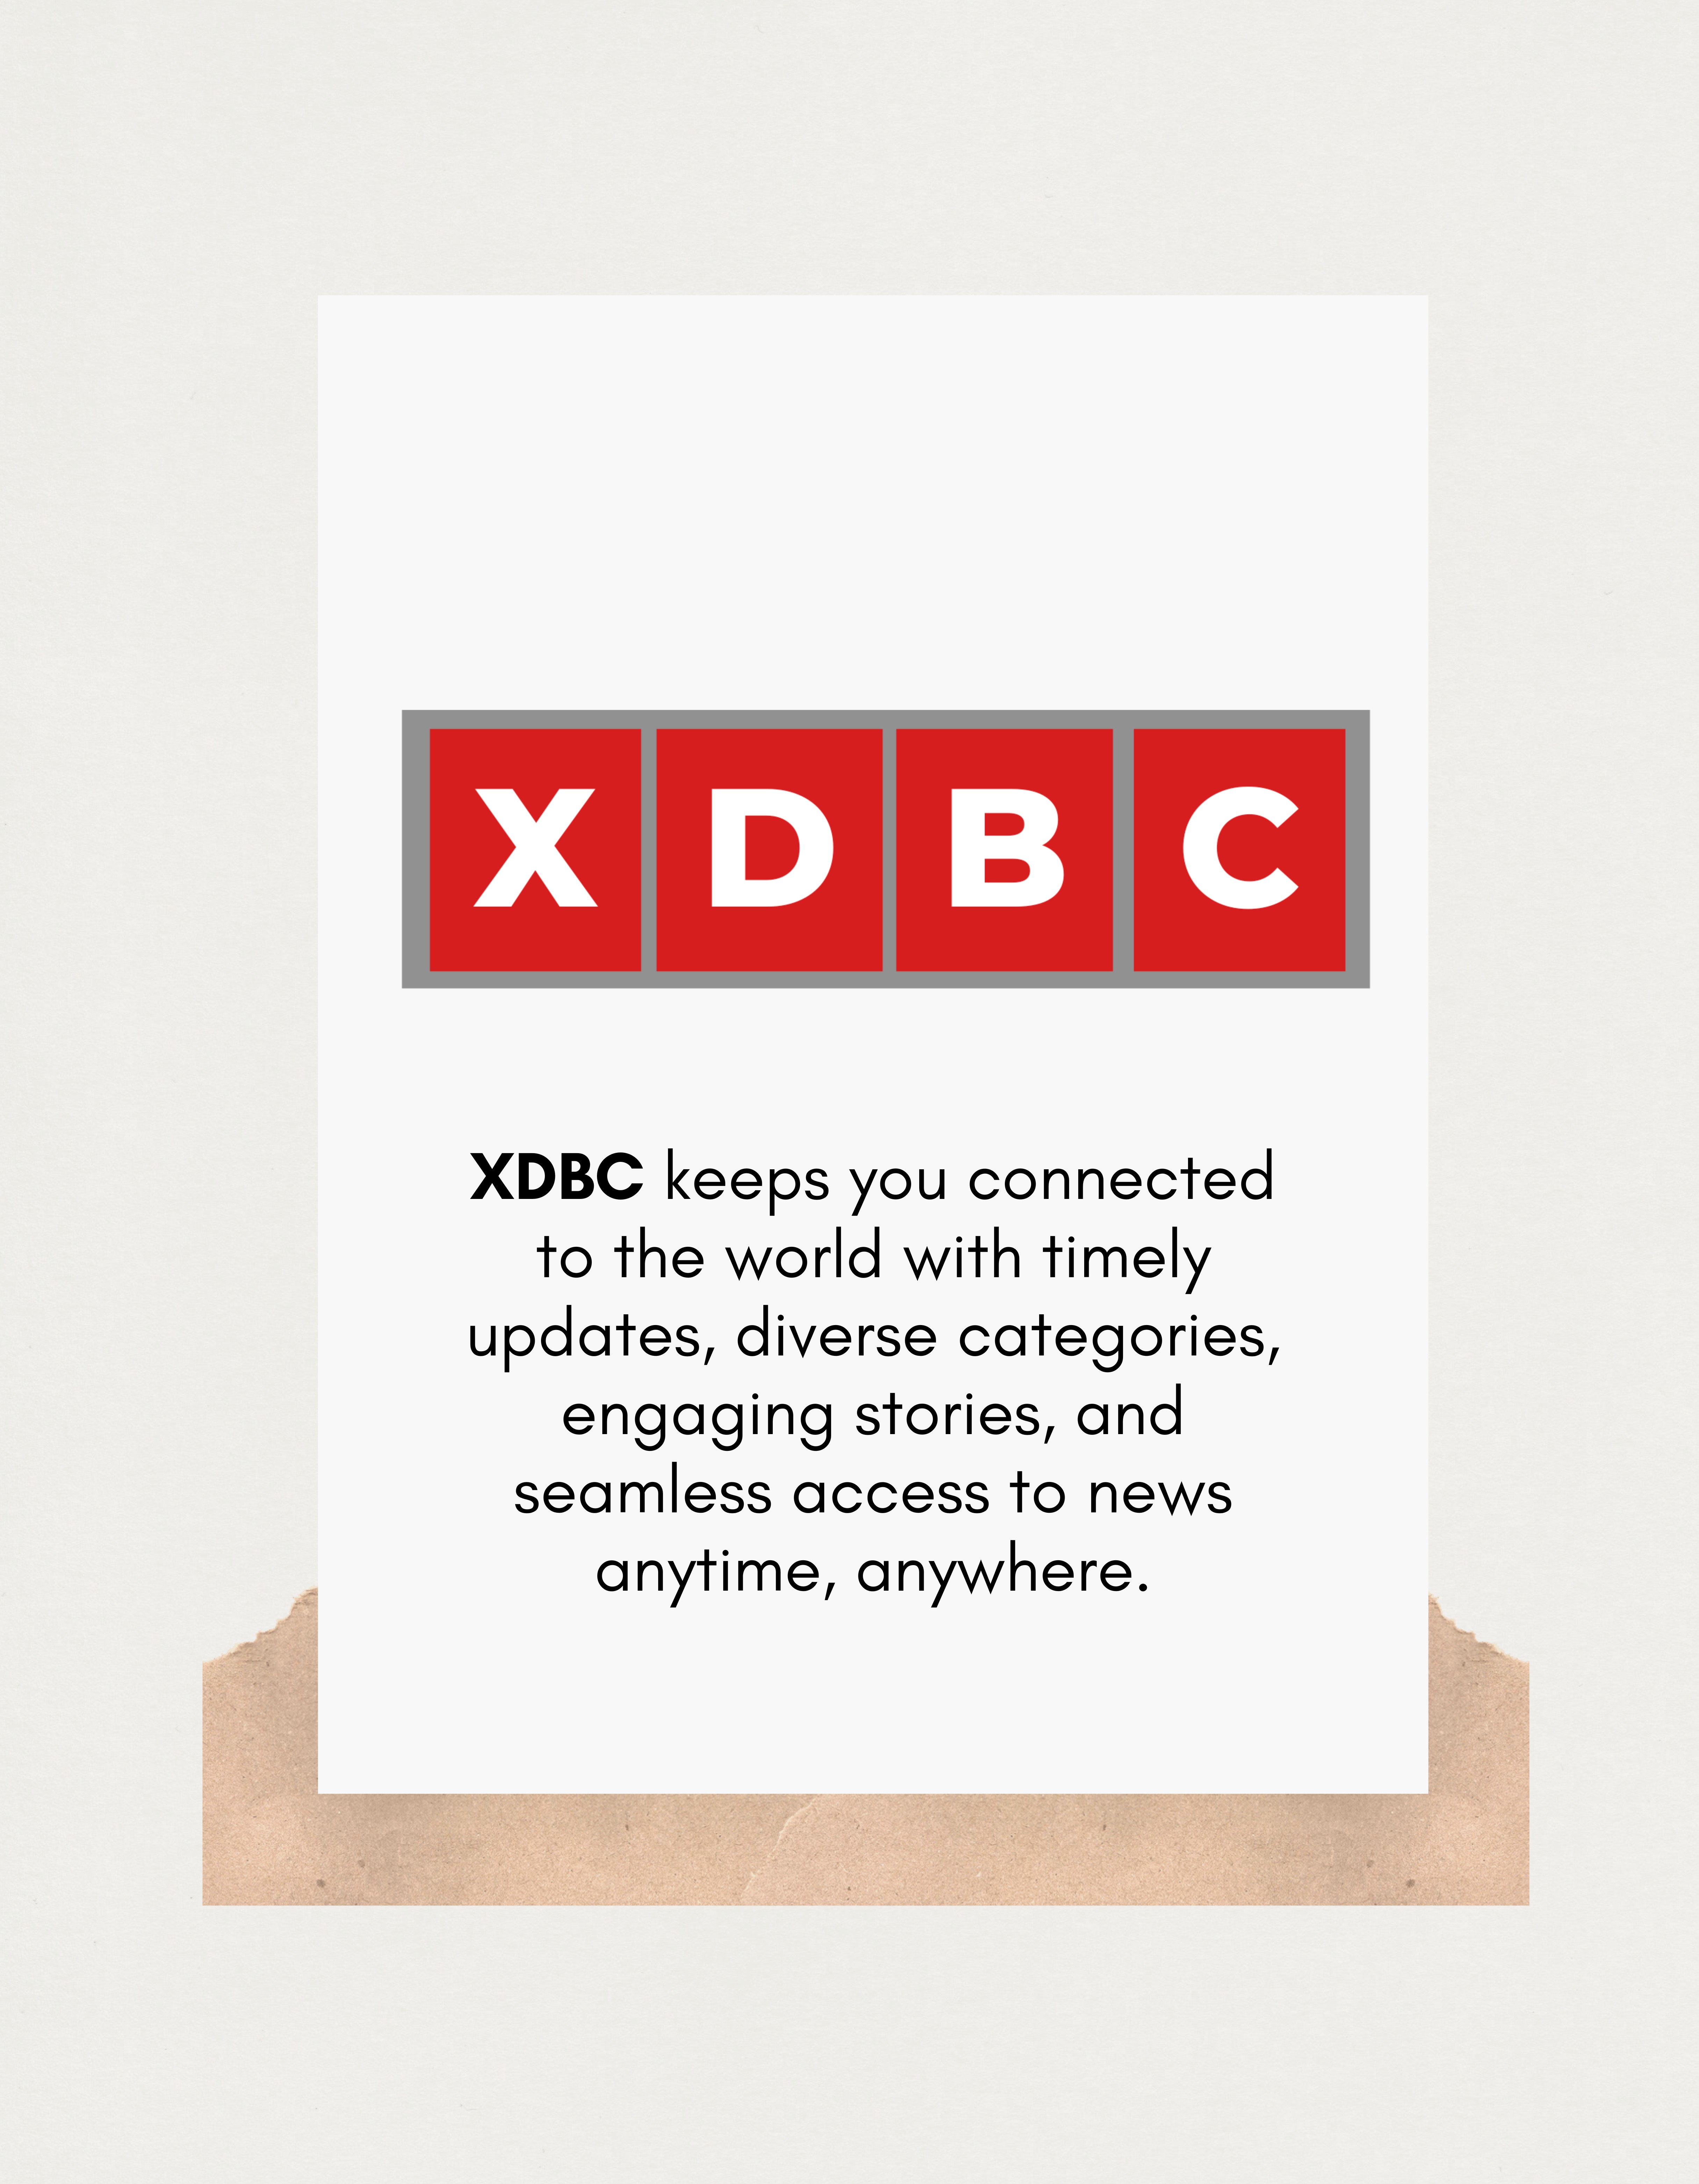 XDBC
XDBC keeps you connected
to the world with timely
updates, diverse categories,
engaging stories, and
seamless access to news
anytime, anywhere.